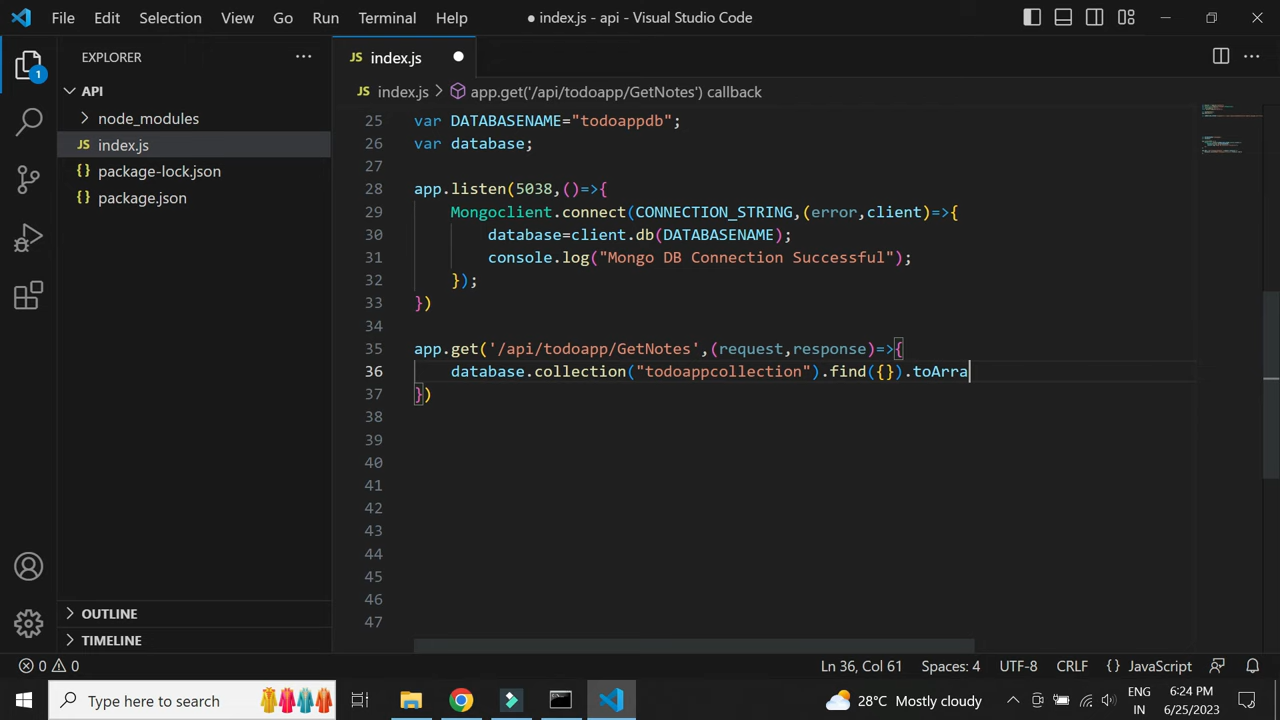 File Edit Selection View Go Run Terminal Help
● index.js - api - Visual Studio Code
EXPLORER
1
API
node_modules
index.js
package-lock.json
package.json
OUTLINE
TIMELINE
JS index.js
JS index.js > app.get('/api/todoapp/GetNotes') callback
25 var DATABASENAME="todoappdb";
26 var database;
27
28 app.listen(5038,()=>{
29 Mongoclient.connect(CONNECTION_STRING,(error,client)=>{
30 database=client.db(DATABASENAME);
31 console.log("Mongo DB Connection Successful");
32 });
33 })
34
35 app.get('/api/todoapp/GetNotes',(request,response)=>{
36 database.collection("todoappcollection").find({}).toArra
37 })
38
39
40
41
42
43
44
45
46
47
0 0 Ln 36, Col 61 Spaces: 4 UTF-8 CRLF {} JavaScript
Type here to search
28°C Mostly cloudy
ENG
IN
6:24 PM
6/25/2023